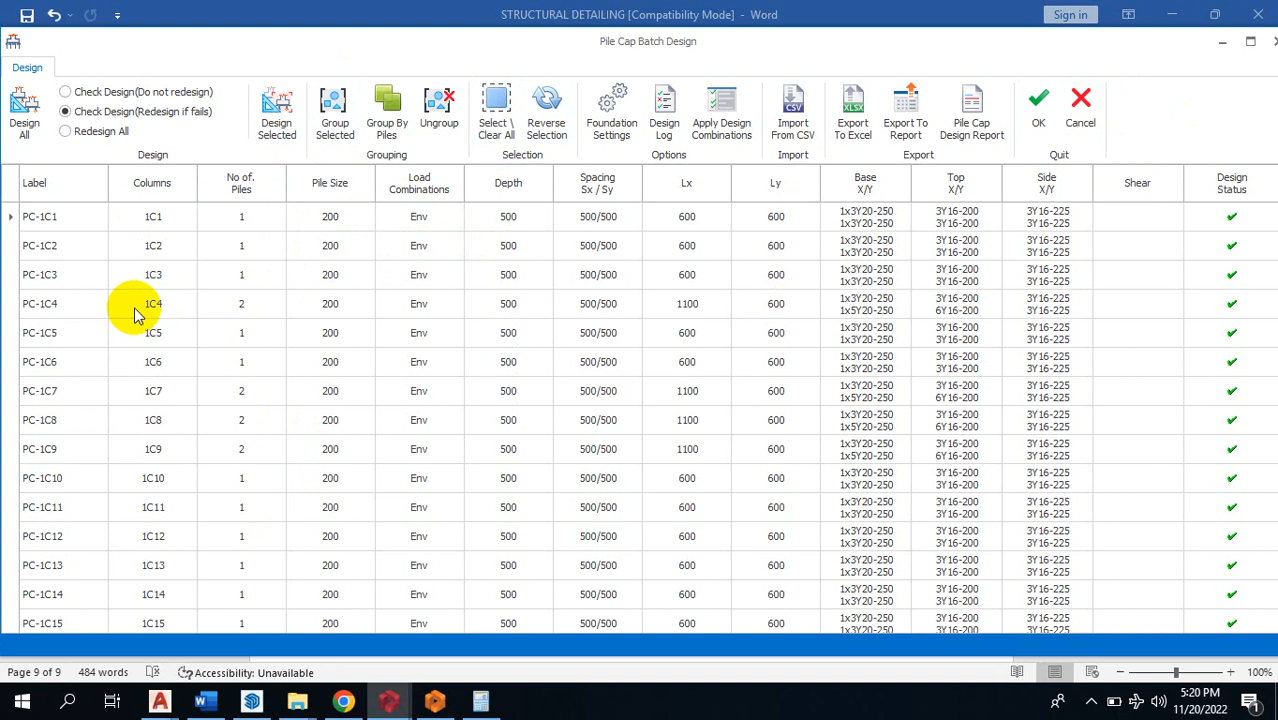 STRUCTURAL DETAILING [Compatibility Mode] - Word
Sign in
Pile Cap Batch Design
Design
Design All
Check Design(Do not redesign)
Check Design(Redesign if fails)
Redesign All
Design Selected
Group Selected
Group By Piles
Ungroup
Select \ Clear All
Reverse Selection
Foundation Settings
Design Log
Apply Design Combinations
Import From CSV
Export To Excel
Export To Report
Pile Cap Design Report
OK
Cancel
Design Grouping Selection Options Import Export Quit
Label Columns No of. Piles Pile Size Load Combinations Depth Spacing Sx / Sy Lx Ly Base X/Y Top X/Y Side X/Y Shear Design Status
PC-1C1 1C1 1 200 Env 500 500/500 600 600 1x3Y20-250 1x3Y20-250 3Y16-200 3Y16-200 3Y16-225 3Y16-225
PC-1C2 1C2 1 200 Env 500 500/500 600 600 1x3Y20-250 1x3Y20-250 3Y16-200 3Y16-200 3Y16-225 3Y16-225
PC-1C3 1C3 1 200 Env 500 500/500 600 600 1x3Y20-250 1x3Y20-250 3Y16-200 3Y16-200 3Y16-225 3Y16-225
PC-1C4 1C4 2 200 Env 500 500/500 1100 600 1x3Y20-250 1x5Y20-250 3Y16-200 6Y16-200 3Y16-225 3Y16-225
PC-1C5 1C5 1 200 Env 500 500/500 600 600 1x3Y20-250 1x3Y20-250 3Y16-200 3Y16-200 3Y16-225 3Y16-225
PC-1C6 1C6 1 200 Env 500 500/500 600 600 1x3Y20-250 1x3Y20-250 3Y16-200 3Y16-200 3Y16-225 3Y16-225
PC-1C7 1C7 2 200 Env 500 500/500 1100 600 1x3Y20-250 1x5Y20-250 3Y16-200 6Y16-200 3Y16-225 3Y16-225
PC-1C8 1C8 2 200 Env 500 500/500 1100 600 1x3Y20-250 1x5Y20-250 3Y16-200 6Y16-200 3Y16-225 3Y16-225
PC-1C9 1C9 2 200 Env 500 500/500 1100 600 1x3Y20-250 1x5Y20-250 3Y16-200 6Y16-200 3Y16-225 3Y16-225
PC-1C10 1C10 1 200 Env 500 500/500 600 600 1x3Y20-250 1x3Y20-250 3Y16-200 3Y16-200 3Y16-225 3Y16-225
PC-1C11 1C11 1 200 Env 500 500/500 600 600 1x3Y20-250 1x3Y20-250 3Y16-200 3Y16-200 3Y16-225 3Y16-225
PC-1C12 1C12 1 200 Env 500 500/500 600 600 1x3Y20-250 1x3Y20-250 3Y16-200 3Y16-200 3Y16-225 3Y16-225
PC-1C13 1C13 1 200 Env 500 500/500 600 600 1x3Y20-250 1x3Y20-250 3Y16-200 3Y16-200 3Y16-225 3Y16-225
PC-1C14 1C14 1 200 Env 500 500/500 600 600 1x3Y20-250 1x3Y20-250 3Y16-200 3Y16-200 3Y16-225 3Y16-225
PC-1C15 1C15 1 200 Env 500 500/500 600 600 1x3Y20-250 1x3Y20-250 3Y16-200 3Y16-200 3Y16-225 3Y16-225
Page 9 of 9 484 words Accessibility: Unavailable 100%
5:20 PM
11/20/2022